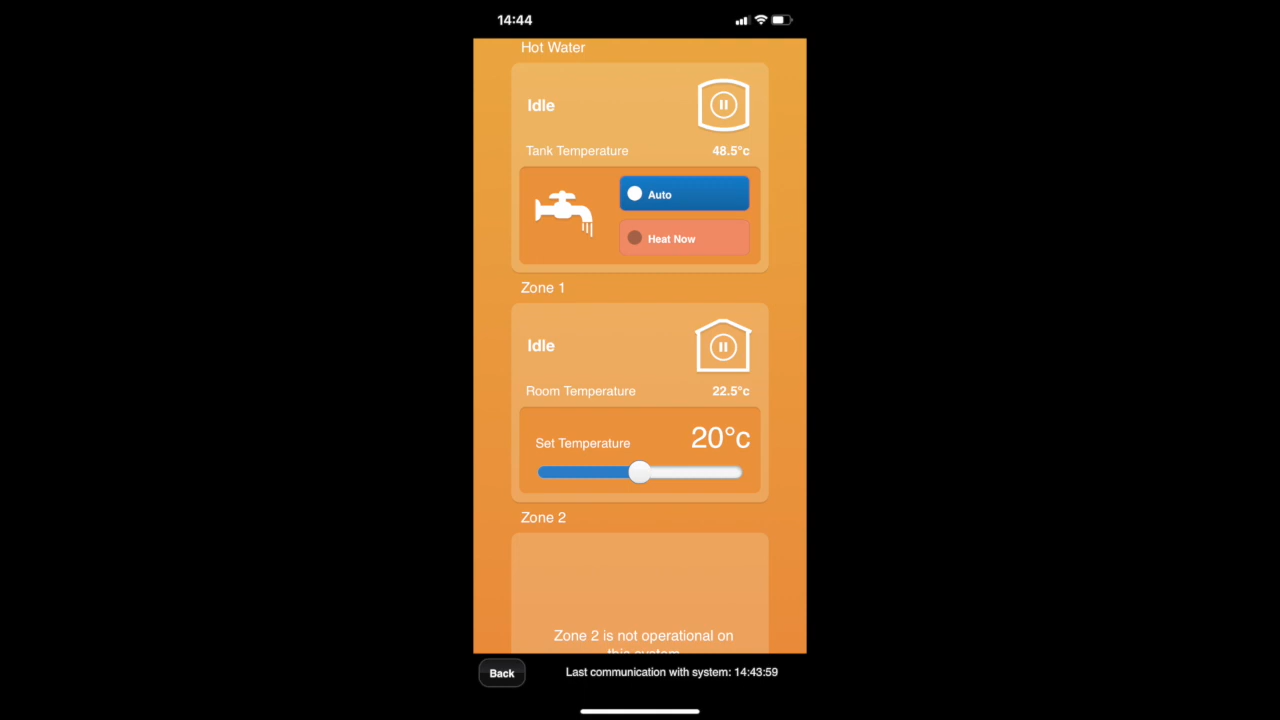 14:44
Hot Water
Idle
Tank Temperature 48.5°c
Auto
Heat Now
Zone 1
Idle
Room Temperature 22.5°c
Set Temperature 20°c
Zone 2
Zone 2 is not operational on
this system
Back
Last communication with system: 14:43:59